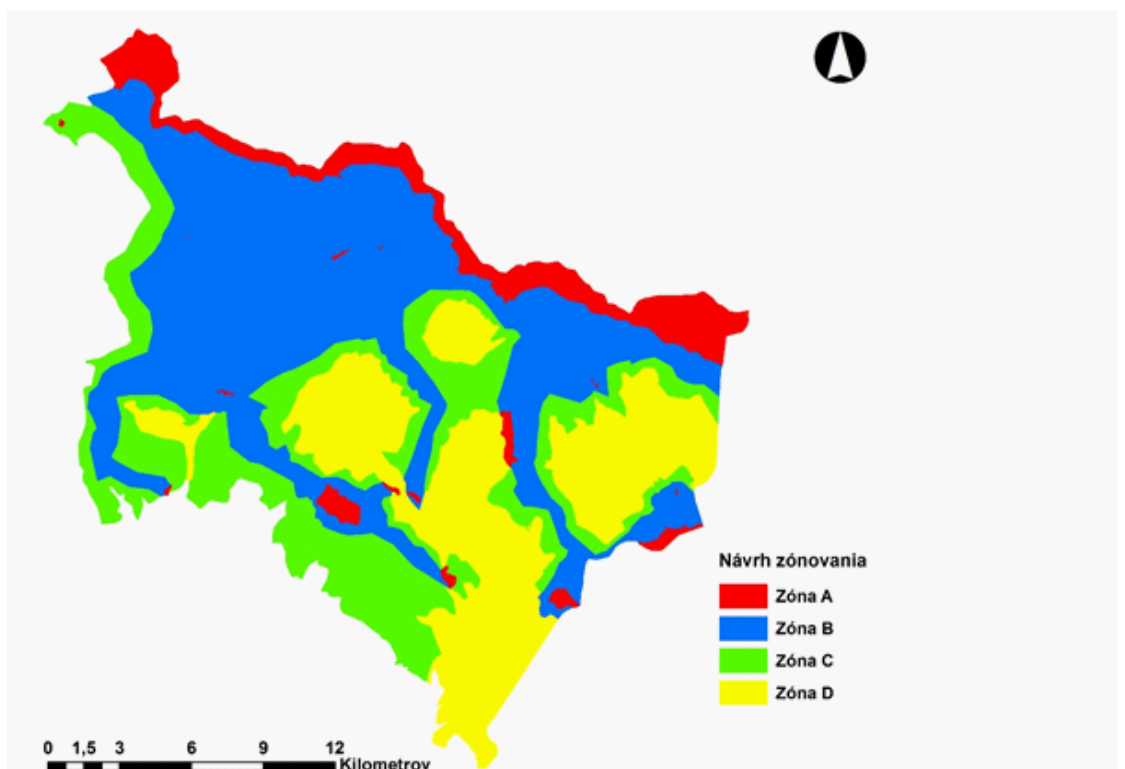 Návrh zónovania
Zóna A
Zóna B
Zóna C
Zóna D
0 1,5 3 6 9 12
Kilometrov